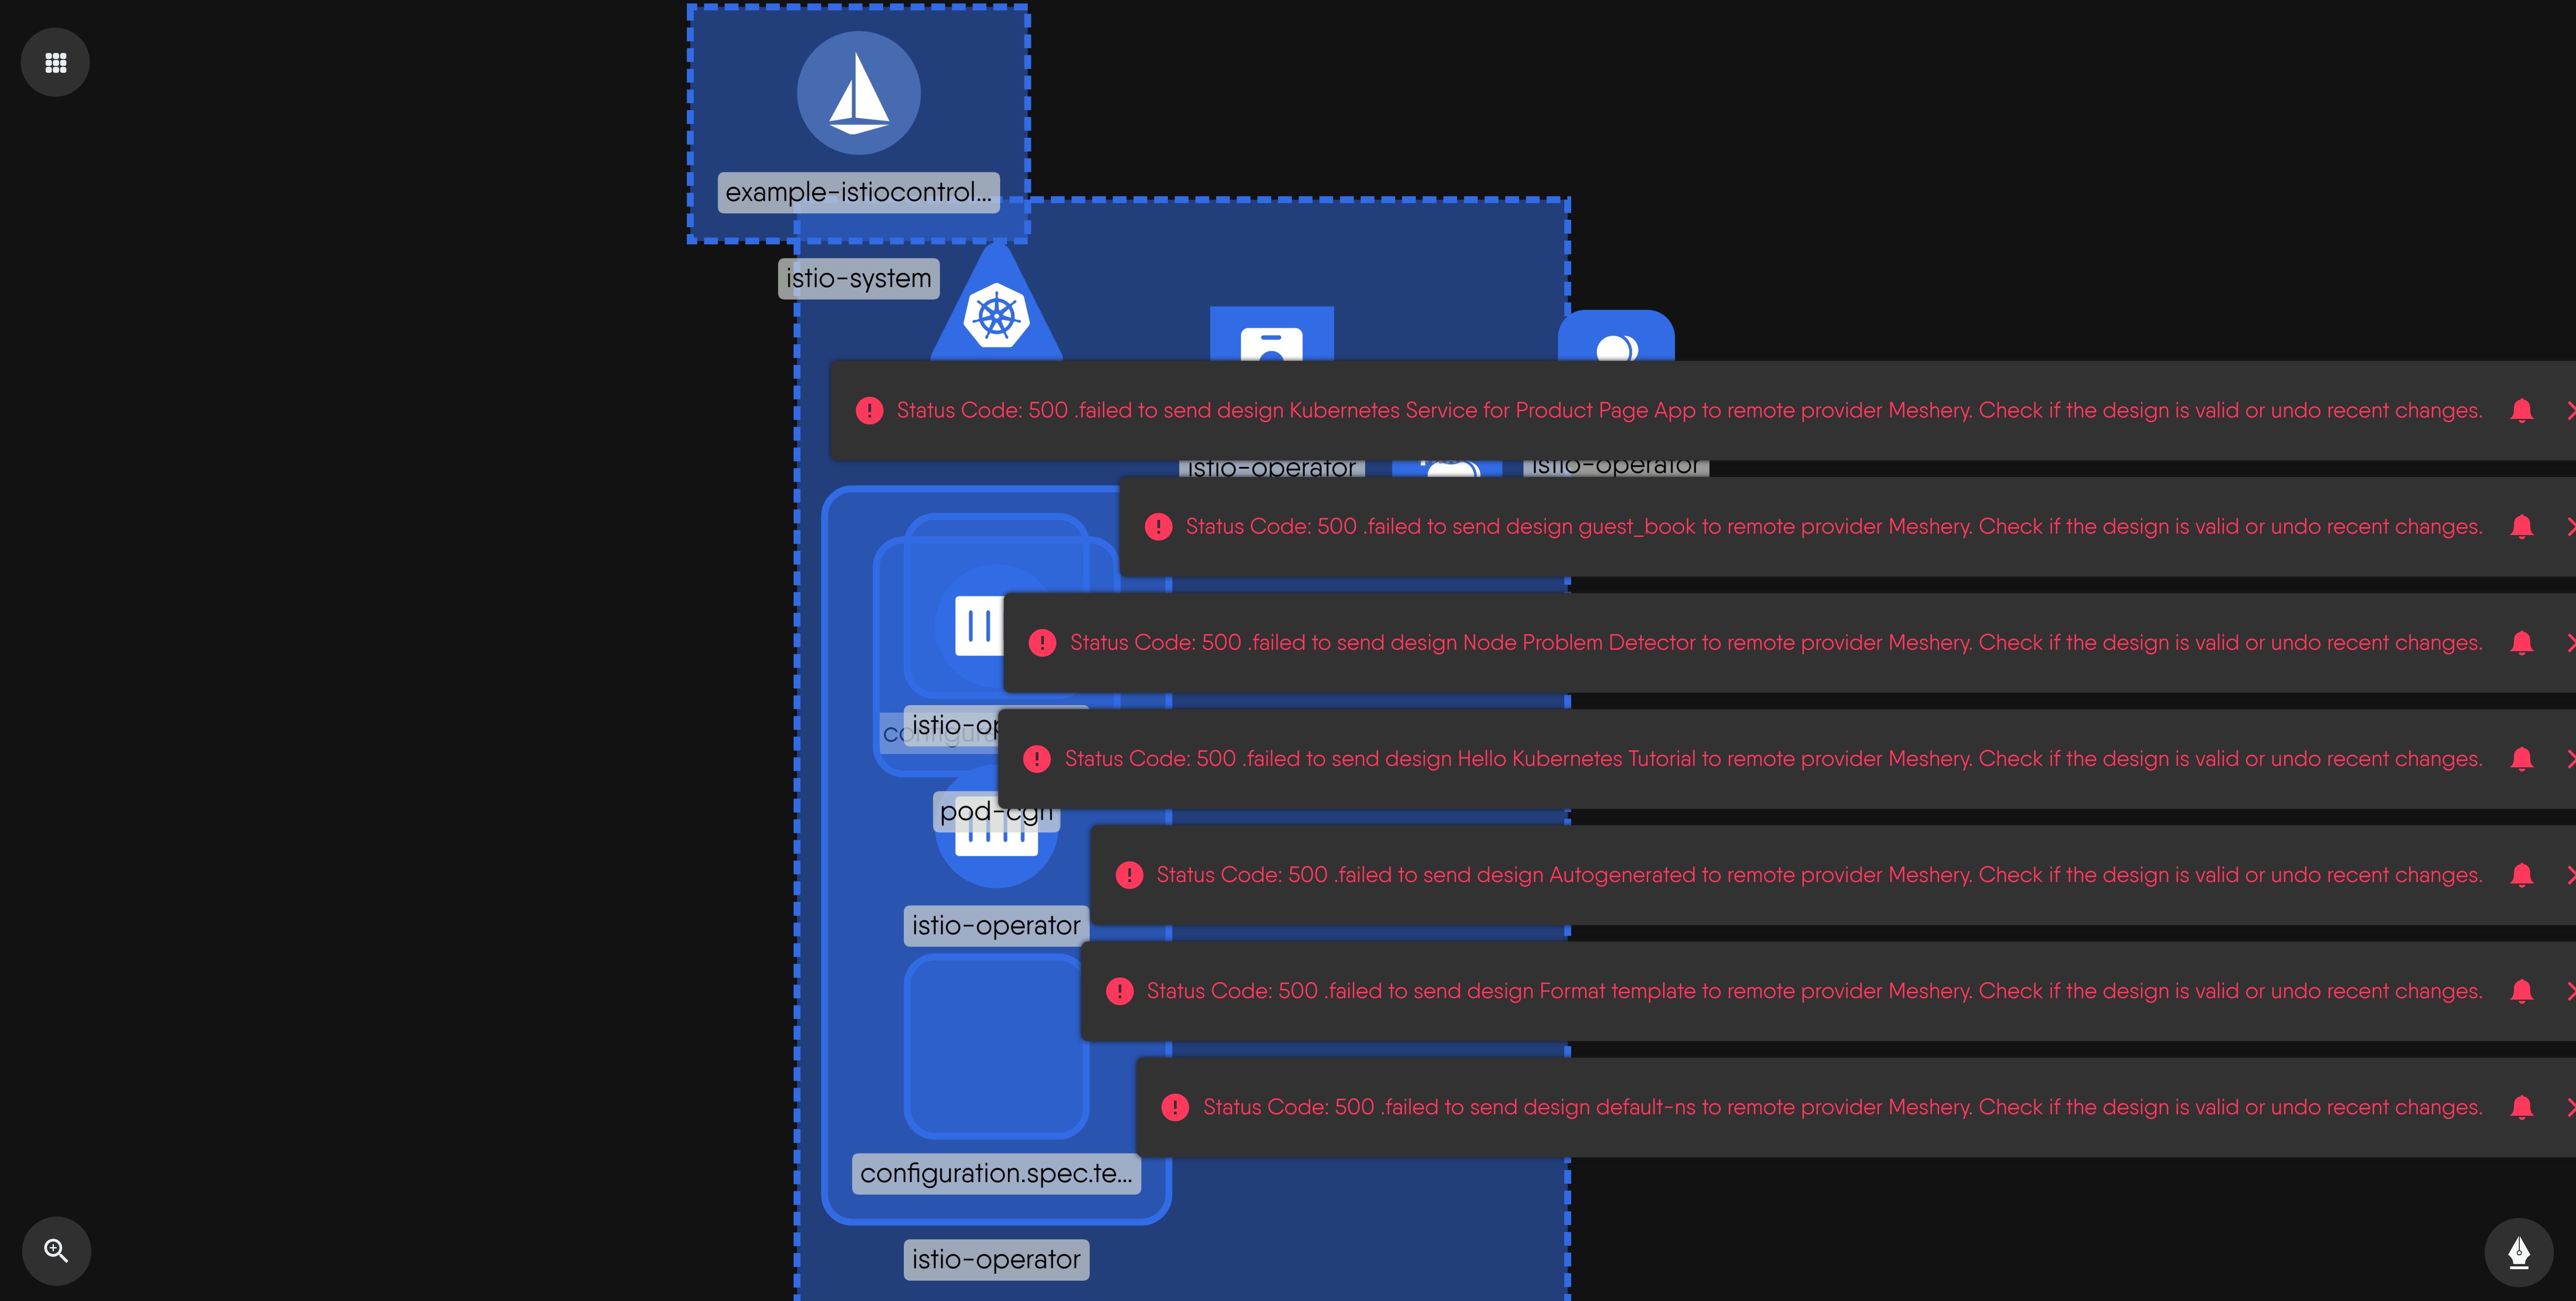 example-istiocontrol...
istio-system
Status Code: 500 .failed to send design Kubernetes Service for Product Page App to remote provider Meshery. Check if the design is valid or undo recent changes.
istio-operator
istio-operator
Status Code: 500 .failed to send design guest_book to remote provider Meshery. Check if the design is valid or undo recent changes.
Status Code: 500 .failed to send design Node Problem Detector to remote provider Meshery. Check if the design is valid or undo recent changes.
istio-op
Status Code: 500 .failed to send design Hello Kubernetes Tutorial to remote provider Meshery. Check if the design is valid or undo recent changes.
pod-cgn
Status Code: 500 .failed to send design Autogenerated to remote provider Meshery. Check if the design is valid or undo recent changes.
istio-operator
Status Code: 500 .failed to send design Format template to remote provider Meshery. Check if the design is valid or undo recent changes.
Status Code: 500 .failed to send design default-ns to remote provider Meshery. Check if the design is valid or undo recent changes.
configuration.spec.te...
istio-operator